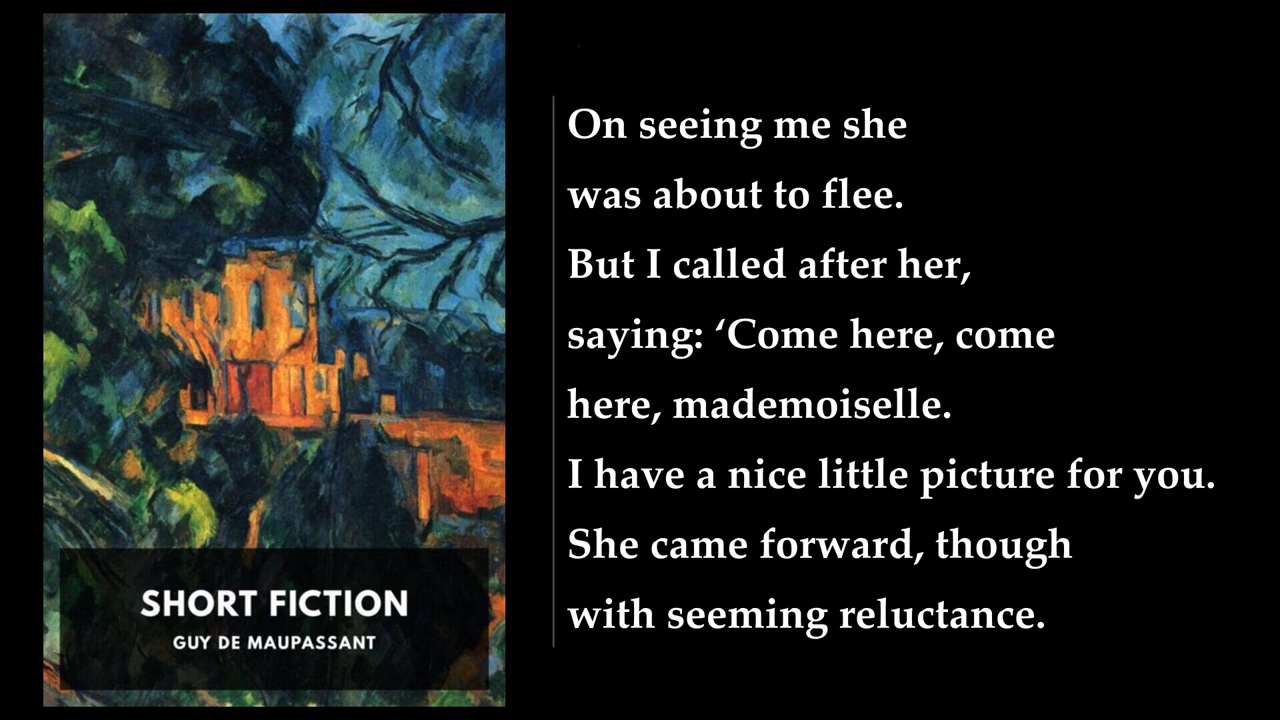 SHORT FICTION
GUY DE MAUPASSANT
On seeing me she
was about to flee.
But I called after her,
saying: ‘Come here, come
here, mademoiselle.
I have a nice little picture for you.
She came forward, though
with seeming reluctance.